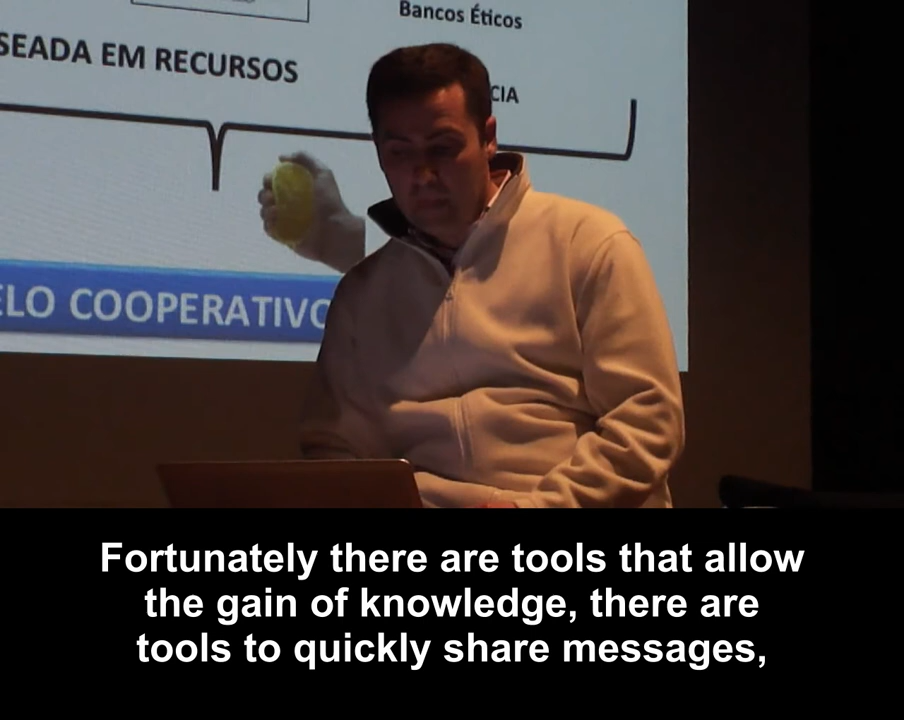 Bancos Éticos
SEADA EM RECURSOS
CIA
ELO COOPERATIVO
Fortunately there are tools that allow
the gain of knowledge, there are
tools to quickly share messages,